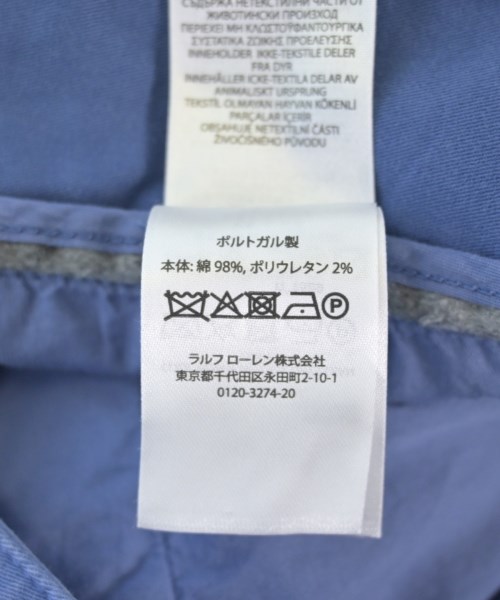 СЪДЪРЖА НЕТЕКСТИЛНИ ЧАСТИ ОТ
ЖИВОТИНСКИ ПРОИЗХОД
ΠΕΡΙΕΧΕΙ ΜΗ ΚΛΩΣΤΟΫΦΑΝΤΟΥΡΓΙΚΑ
ΣΥΣΤΑΤΙΚΑ ΖΩΙΚΗΣ ΠΡΟΕΛΕΥΣΗΣ
INNEHOLDER IKKE-TEKSTILE DELER
FRA DYR
INNEHÅLLER ICKE-TEXTILA DELAR AV
ANIMALISKT URSPRUNG
TEKSTİL OLMAYAN HAYVAN KÖKENLİ
PARÇALAR İÇERİR
OBSAHUJE NETEXTILNÍ ČÁSTI
ŽIVOČIŠNÉHO PŮVODU
ポルトガル製
本体: 綿 98%, ポリウレタン 2%
P
ラルフ ローレン株式会社
東京都千代田区永田町2-10-1
0120-3274-20